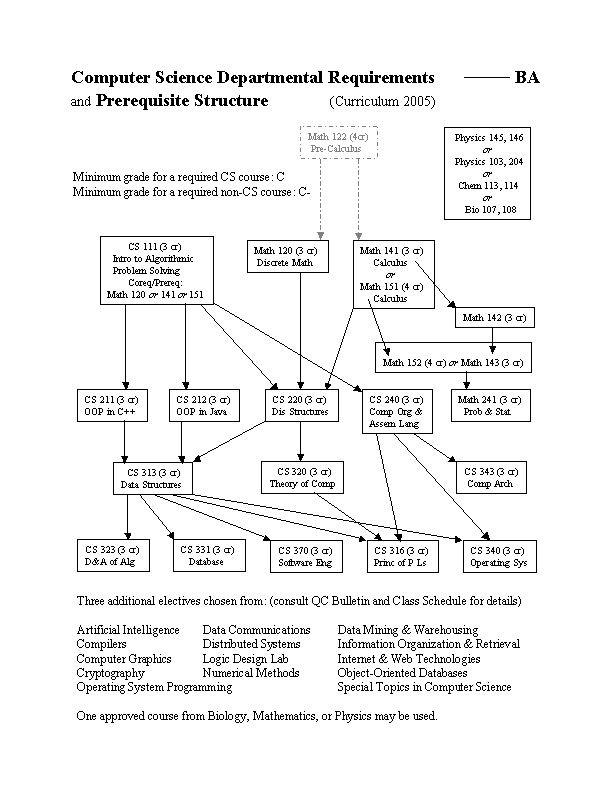 Computer Science Departmental Requirements ——— BA
and Prerequisite Structure (Curriculum 2005)
Math 122 (4cr)
Pre-Calculus
Physics 145, 146
or
Physics 103, 204
or
Chem 113, 114
or
Bio 107, 108
Minimum grade for a required CS course: C
Minimum grade for a required non-CS course: C-
CS 111 (3 cr)
Intro to Algorithmic
Problem Solving
Coreq/Prereq:
Math 120 or 141 or 151
Math 120 (3 cr)
Discrete Math
Math 141 (3 cr)
Calculus
or
Math 151 (4 cr)
Calculus
Math 142 (3 cr)
Math 152 (4 cr) or Math 143 (3 cr)
CS 211 (3 cr)
OOP in C++
CS 212 (3 cr)
OOP in Java
CS 220 (3 cr)
Dis Structures
CS 240 (3 cr)
Comp Org &
Assem Lang
Math 241 (3 cr)
Prob & Stat
CS 313 (3 cr)
Data Structures
CS 320 (3 cr)
Theory of Comp
CS 343 (3 cr)
Comp Arch
CS 323 (3 cr)
D&A of Alg
CS 331 (3 cr)
Database
CS 370 (3 cr)
Software Eng
CS 316 (3 cr)
Princ of P Ls
CS 340 (3 cr)
Operating Sys
Three additional electives chosen from: (consult QC Bulletin and Class Schedule for details)
Artificial Intelligence Data Communications Data Mining & Warehousing
Compilers Distributed Systems Information Organization & Retrieval
Computer Graphics Logic Design Lab Internet & Web Technologies
Cryptography Numerical Methods Object-Oriented Databases
Operating System Programming Special Topics in Computer Science
One approved course from Biology, Mathematics, or Physics may be used.